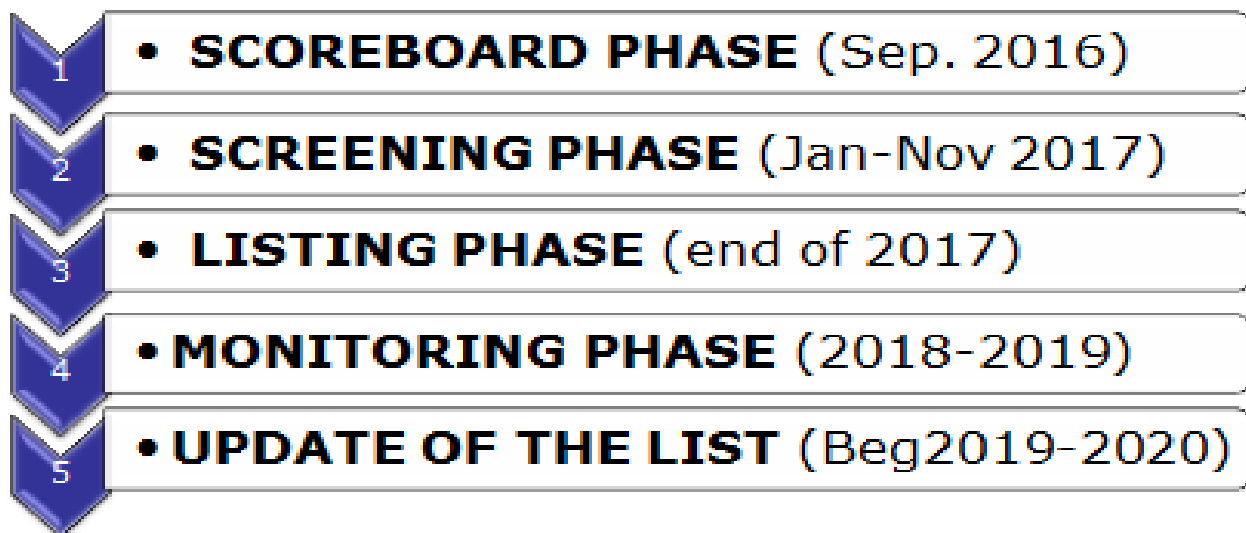 1 • SCOREBOARD PHASE (Sep. 2016)
2 • SCREENING PHASE (Jan-Nov 2017)
3 • LISTING PHASE (end of 2017)
4 • MONITORING PHASE (2018-2019)
5 • UPDATE OF THE LIST (Beg2019-2020)